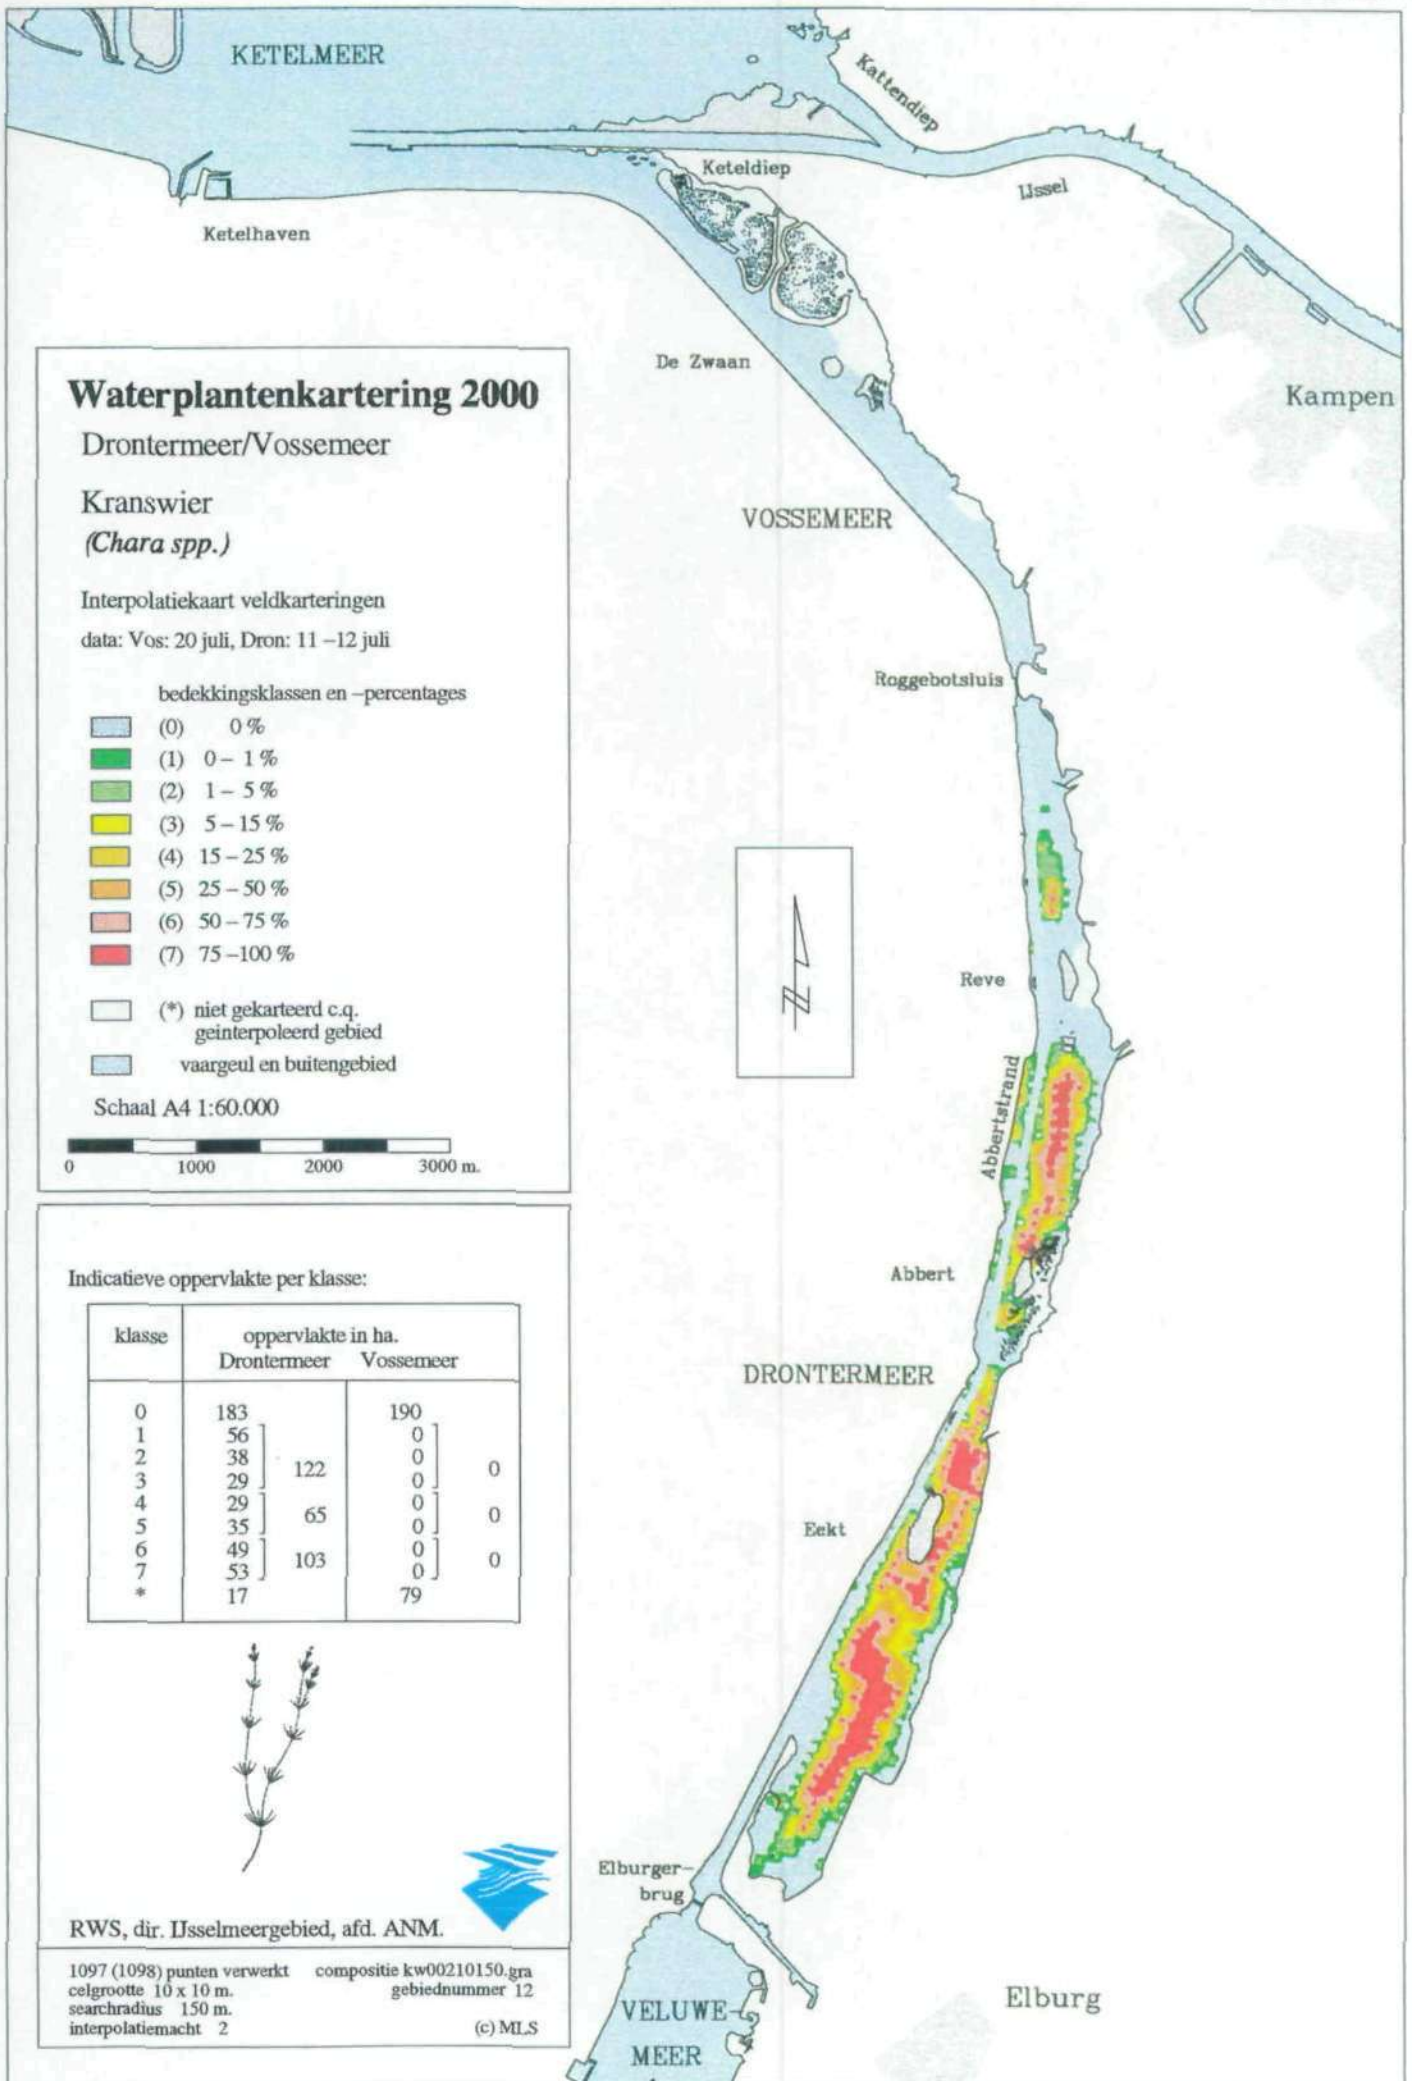 KETELMEER
Kattendiep
Keteldiep
IJssel
Ketelhaven
De Zwaan
Kampen
Waterplantenkartering 2000
Drontermeer/Vossemeer
Kranswier
(Chara spp.)
Interpolatiekaart veldkarteringen
data: Vos: 20 juli, Dron: 11 –12 juli
bedekkingsklassen en –percentages
(0) 0 %
(1) 0 – 1 %
(2) 1 – 5 %
(3) 5 – 15 %
(4) 15 – 25 %
(5) 25 – 50 %
(6) 50 – 75 %
(7) 75 –100 %
(*) niet gekarteerd c.q.
geinterpoleerd gebied
vaargeul en buitengebied
Schaal A4 1:60.000
0 1000 2000 3000 m.
VOSSEMEER
Roggebotsluis
Reve
Abbertstrand
Abbert
DRONTERMEER
Eekt
Elburger–
brug
VELUWE–
MEER
Elburg
Indicatieve oppervlakte per klasse:
klasse oppervlakte in ha.
Drontermeer Vossemeer
0 183 190
1 56 0
2 38 122 0 0
3 29 0
4 29 65 0 0
5 35 0
6 49 103 0 0
7 53 0
* 17 79
RWS, dir. IJsselmeergebied, afd. ANM.
1097 (1098) punten verwerkt compositie kw00210150.gra
celgrootte 10 x 10 m. gebiednummer 12
searchradius 150 m.
interpolatiemacht 2 (c) MLS